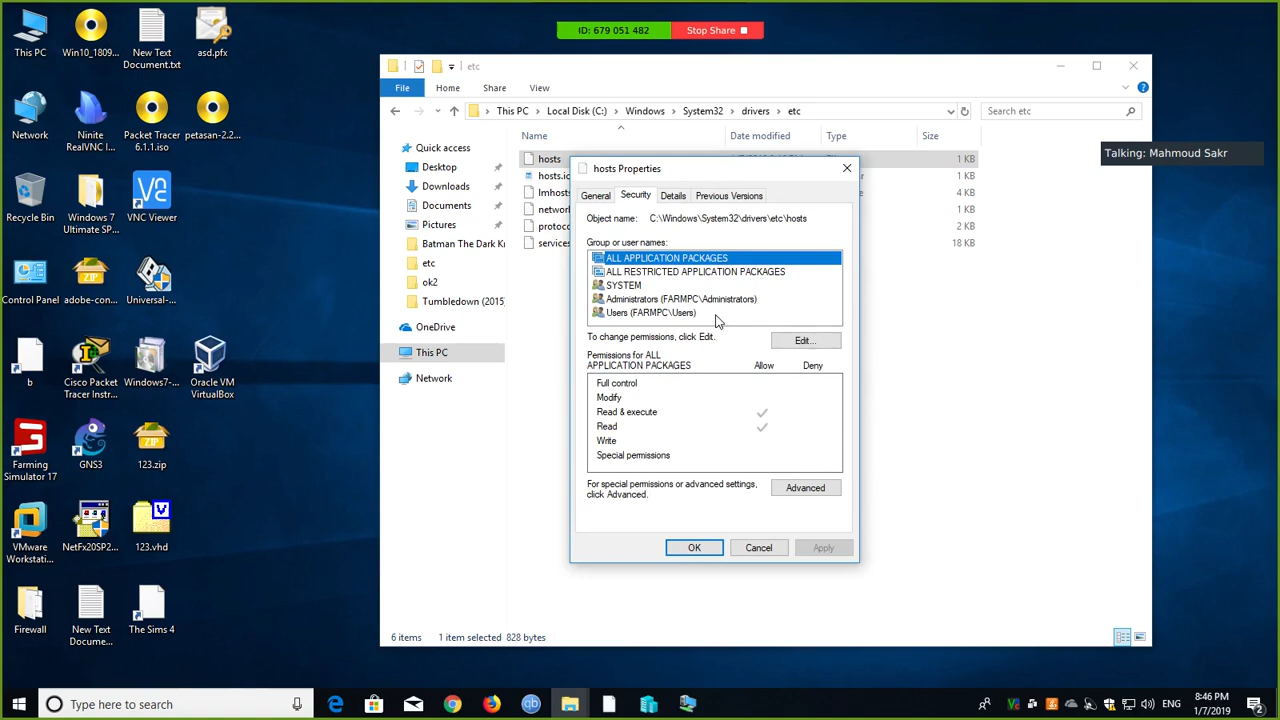 ID: 679 051 482 Stop Share
Talking: Mahmoud Sakr
This PC
Win10_1809...
New Text Document.txt
asd.pfx
Network
Ninite RealVNC I...
Packet Tracer 6.1.1.iso
petasan-2.2...
Recycle Bin
Windows 7 Ultimate SP...
VNC Viewer
Control Panel
adobe-con...
Universal-...
b
Cisco Packet Tracer Instr...
Windows7-...
Oracle VM VirtualBox
Farming Simulator 17
GNS3
123.zip
VMware Workstati...
NetFx20SP2...
123.vhd
Firewall
New Text Docume...
The Sims 4
etc
File Home Share View
This PC > Local Disk (C:) > Windows > System32 > drivers > etc
Search etc
Quick access
Desktop
Downloads
Documents
Pictures
Batman The Dark Kr
etc
ok2
Tumbledown (2015)
OneDrive
This PC
Network
Name Date modified Type Size
hosts 1 KB
hosts.ic 1 KB
lmhosts 4 KB
network 1 KB
protoco 2 KB
services 18 KB
hosts Properties
General Security Details Previous Versions
Object name: C:\Windows\System32\drivers\etc\hosts
Group or user names:
ALL APPLICATION PACKAGES
ALL RESTRICTED APPLICATION PACKAGES
SYSTEM
Administrators (FARMPC\Administrators)
Users (FARMPC\Users)
To change permissions, click Edit. Edit...
Permissions for ALL
APPLICATION PACKAGES Allow Deny
Full control
Modify
Read & execute
Read
Write
Special permissions
For special permissions or advanced settings,
click Advanced. Advanced
OK Cancel Apply
6 items 1 item selected 828 bytes
Type here to search
ENG
8:46 PM
1/7/2019
2